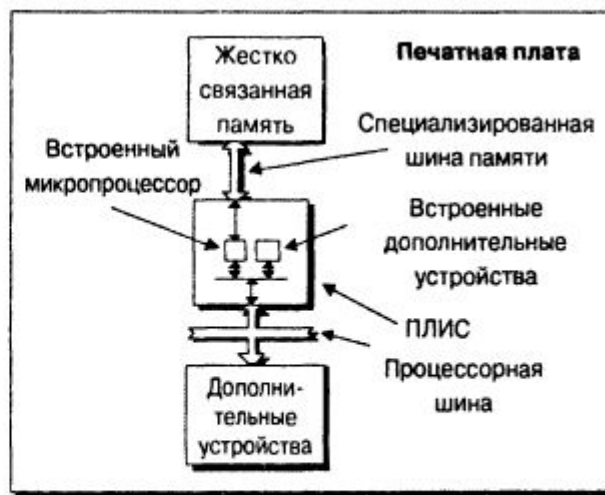 Жестко
связанная
память
Печатная плата
Специализированная
шина памяти
Встроенный
микропроцессор
Встроенные
дополнительные
устройства
ПЛИС
Процессорная
шина
Дополни-
тельные
устройства